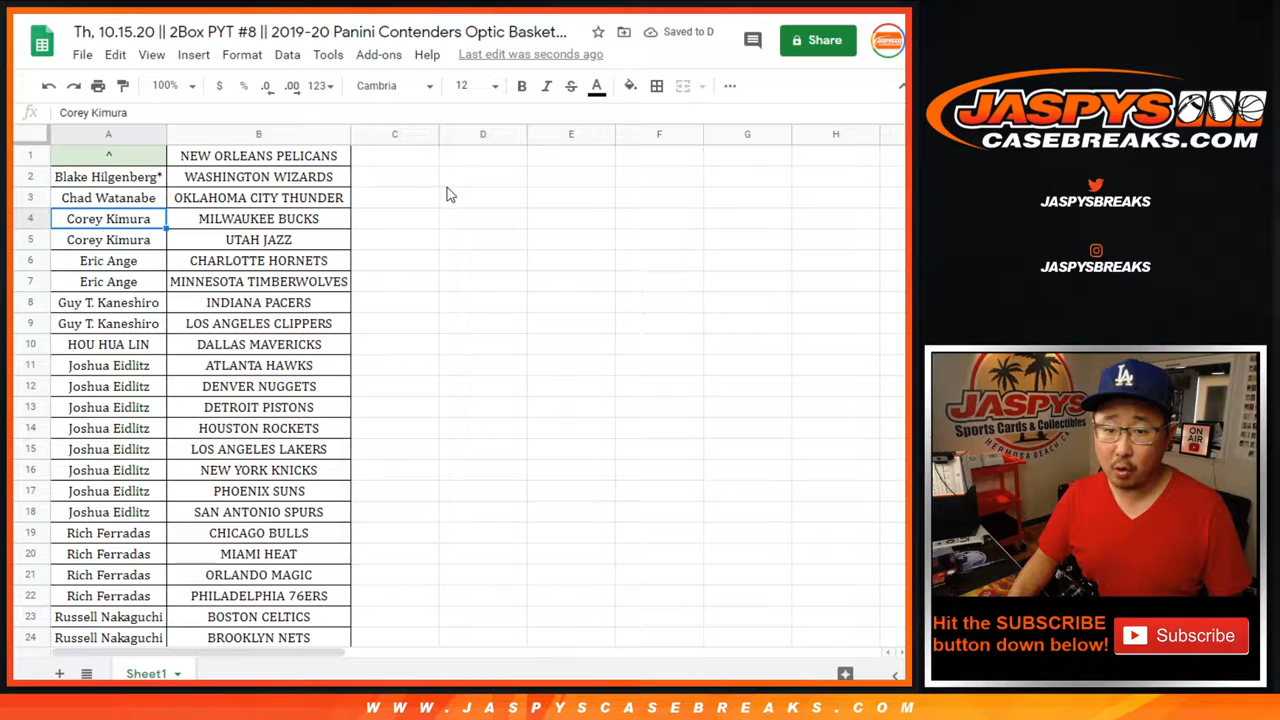 Th, 10.15.20 || 2Box PYT #8 || 2019-20 Panini Contenders Optic Basket...
Saved to D
Share
File Edit View Insert Format Data Tools Add-ons Help Last edit was seconds ago
100% $ % .0 .00 123 Cambria 12 B I S A
fx Corey Kimura
A B C D E F G H
1 ^ NEW ORLEANS PELICANS
2 Blake Hilgenberg* WASHINGTON WIZARDS
3 Chad Watanabe OKLAHOMA CITY THUNDER
4 Corey Kimura MILWAUKEE BUCKS
5 Corey Kimura UTAH JAZZ
6 Eric Ange CHARLOTTE HORNETS
7 Eric Ange MINNESOTA TIMBERWOLVES
8 Guy T. Kaneshiro INDIANA PACERS
9 Guy T. Kaneshiro LOS ANGELES CLIPPERS
10 HOU HUA LIN DALLAS MAVERICKS
11 Joshua Eidlitz ATLANTA HAWKS
12 Joshua Eidlitz DENVER NUGGETS
13 Joshua Eidlitz DETROIT PISTONS
14 Joshua Eidlitz HOUSTON ROCKETS
15 Joshua Eidlitz LOS ANGELES LAKERS
16 Joshua Eidlitz NEW YORK KNICKS
17 Joshua Eidlitz PHOENIX SUNS
18 Joshua Eidlitz SAN ANTONIO SPURS
19 Rich Ferradas CHICAGO BULLS
20 Rich Ferradas MIAMI HEAT
21 Rich Ferradas ORLANDO MAGIC
22 Rich Ferradas PHILADELPHIA 76ERS
23 Russell Nakaguchi BOSTON CELTICS
24 Russell Nakaguchi BROOKLYN NETS
Sheet1
JASPYS
CASEBREAKS.COM
JASPYSBREAKS
JASPYSBREAKS
JASPYS
Sports Cards & Collectibles
HERMOSA BEACH, CA
LA
ON
AIR
Hit the SUBSCRIBE
button down below!
Subscribe
WWW.JASPYSCASEBREAKS.COM